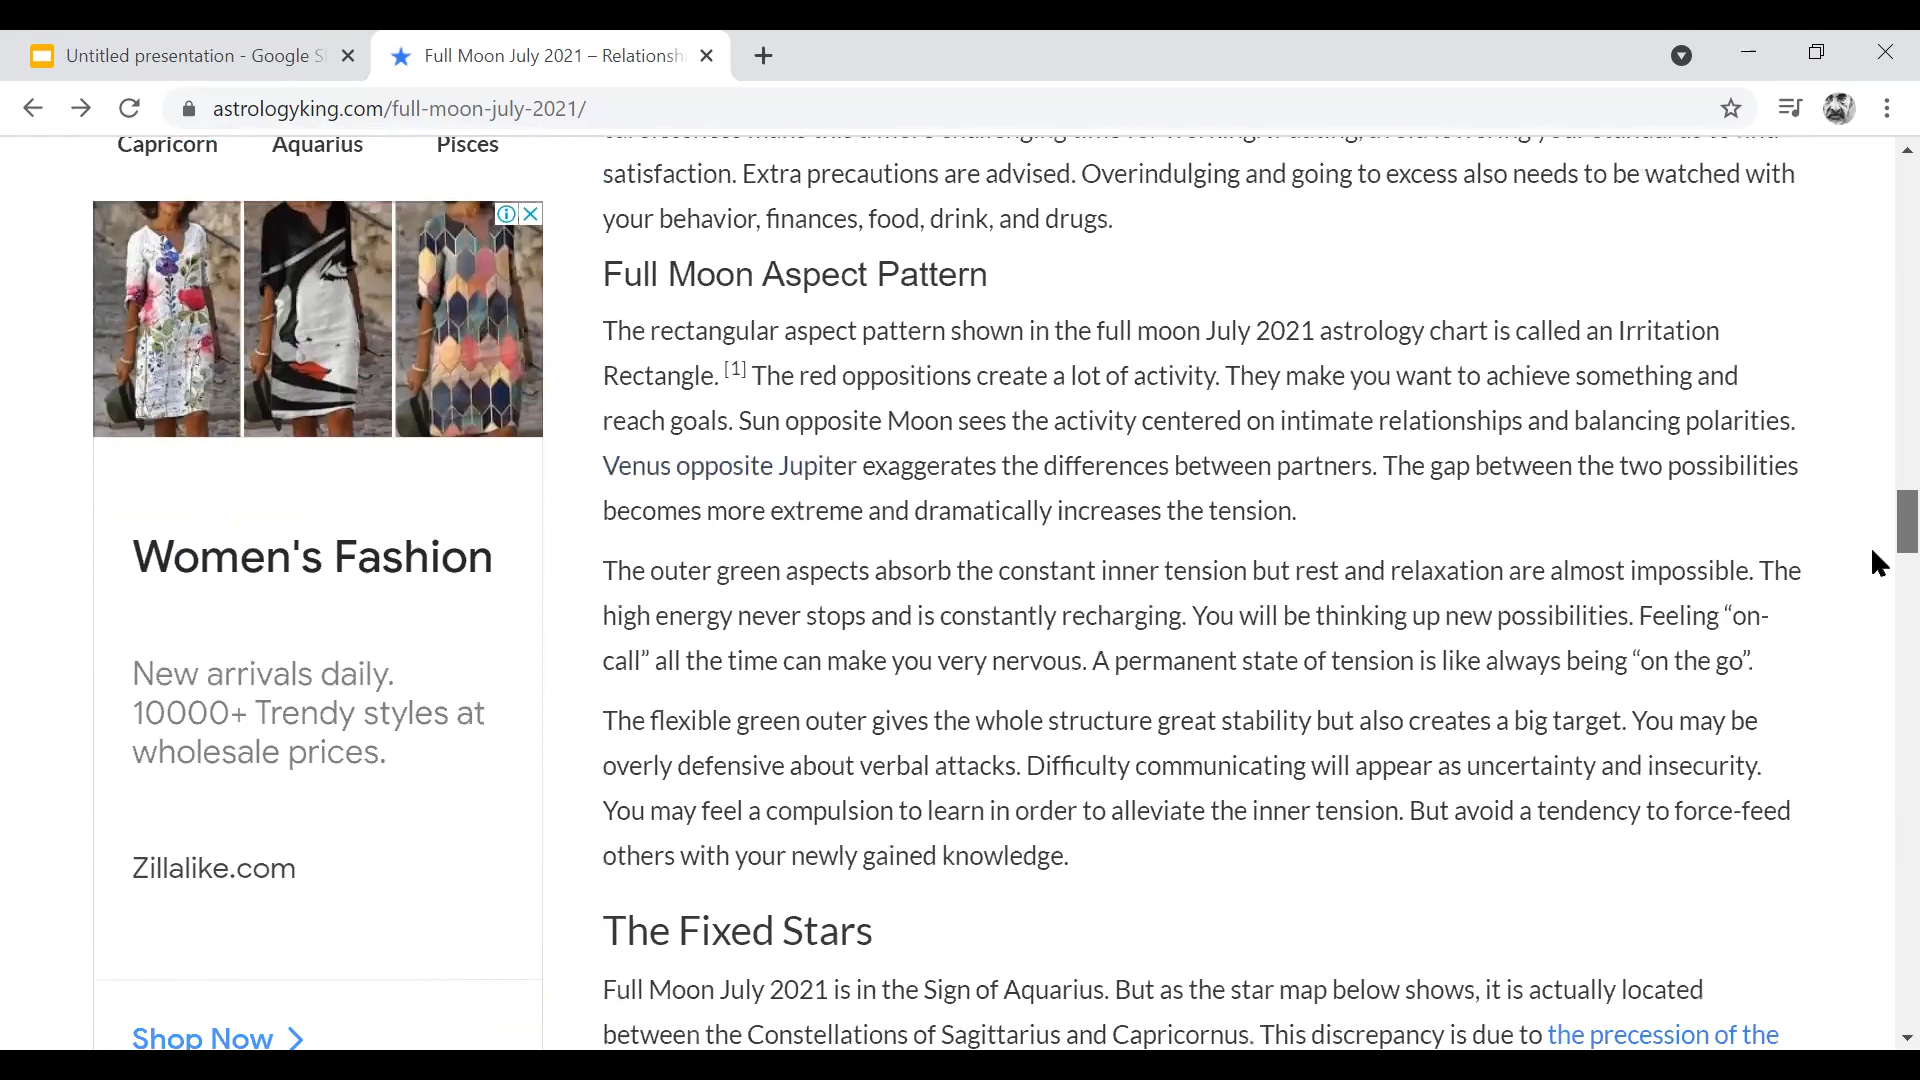 Untitled presentation - Google Sl
Full Moon July 2021 – Relationsh
astrologyking.com/full-moon-july-2021/
Capricorn Aquarius Pisces
Women's Fashion
New arrivals daily.
10000+ Trendy styles at
wholesale prices.
Zillalike.com
Shop Now
satisfaction. Extra precautions are advised. Overindulging and going to excess also needs to be watched with
your behavior, finances, food, drink, and drugs.
Full Moon Aspect Pattern
The rectangular aspect pattern shown in the full moon July 2021 astrology chart is called an Irritation
Rectangle. [1] The red oppositions create a lot of activity. They make you want to achieve something and
reach goals. Sun opposite Moon sees the activity centered on intimate relationships and balancing polarities.
Venus opposite Jupiter exaggerates the differences between partners. The gap between the two possibilities
becomes more extreme and dramatically increases the tension.
The outer green aspects absorb the constant inner tension but rest and relaxation are almost impossible. The
high energy never stops and is constantly recharging. You will be thinking up new possibilities. Feeling “on-
call” all the time can make you very nervous. A permanent state of tension is like always being “on the go”.
The flexible green outer gives the whole structure great stability but also creates a big target. You may be
overly defensive about verbal attacks. Difficulty communicating will appear as uncertainty and insecurity.
You may feel a compulsion to learn in order to alleviate the inner tension. But avoid a tendency to force-feed
others with your newly gained knowledge.
The Fixed Stars
Full Moon July 2021 is in the Sign of Aquarius. But as the star map below shows, it is actually located
between the Constellations of Sagittarius and Capricornus. This discrepancy is due to the precession of the